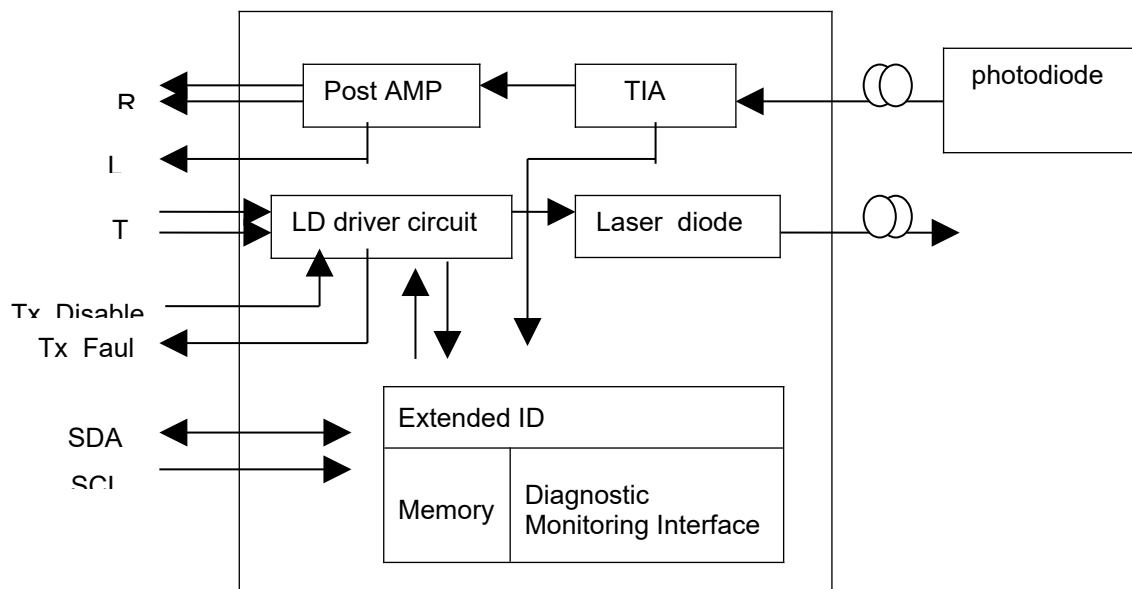 photodiode
Post AMP
TIA
R
L
T
LD driver circuit
Laser diode
Tx Disable
Tx Faul
SDA
SCL
Extended ID
Memory
Diagnostic
Monitoring Interface